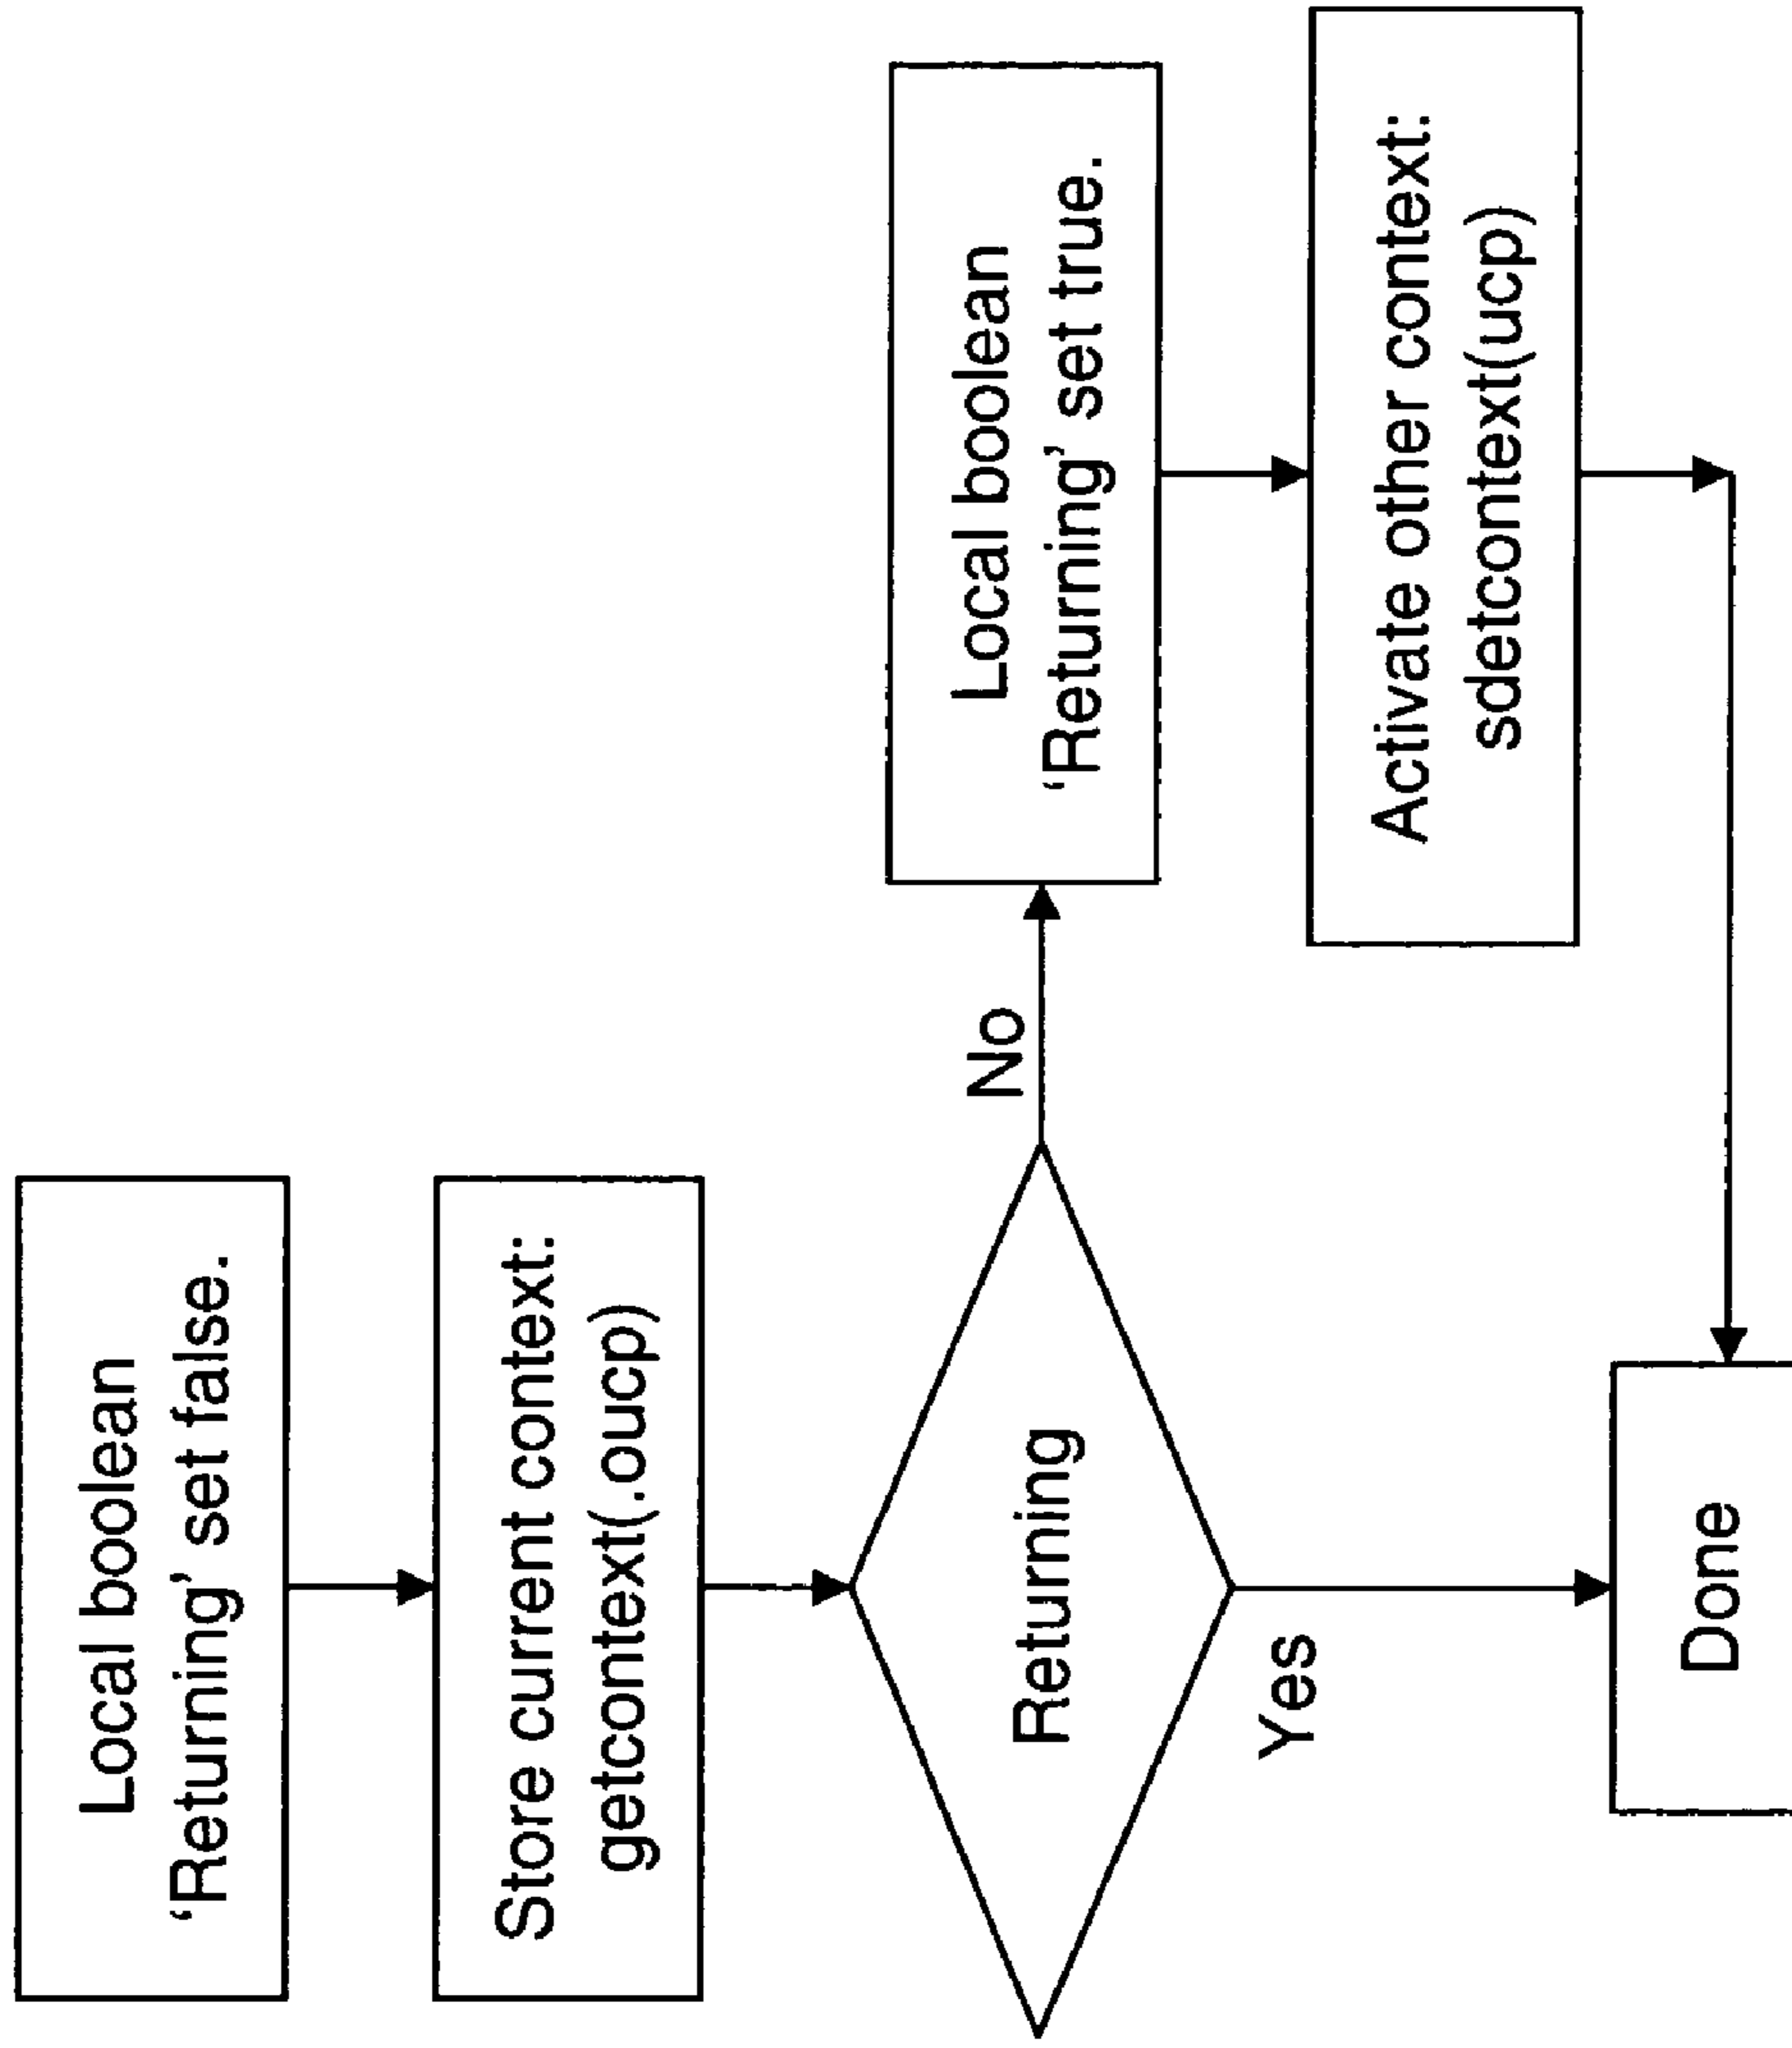 Local boolean
‘Returning’ set false.
Store current context:
getcontext(.oucp)
Returning
No
Local boolean
‘Returning’ set true.
Activate other context:
sdetcontext(ucp)
Yes
Done